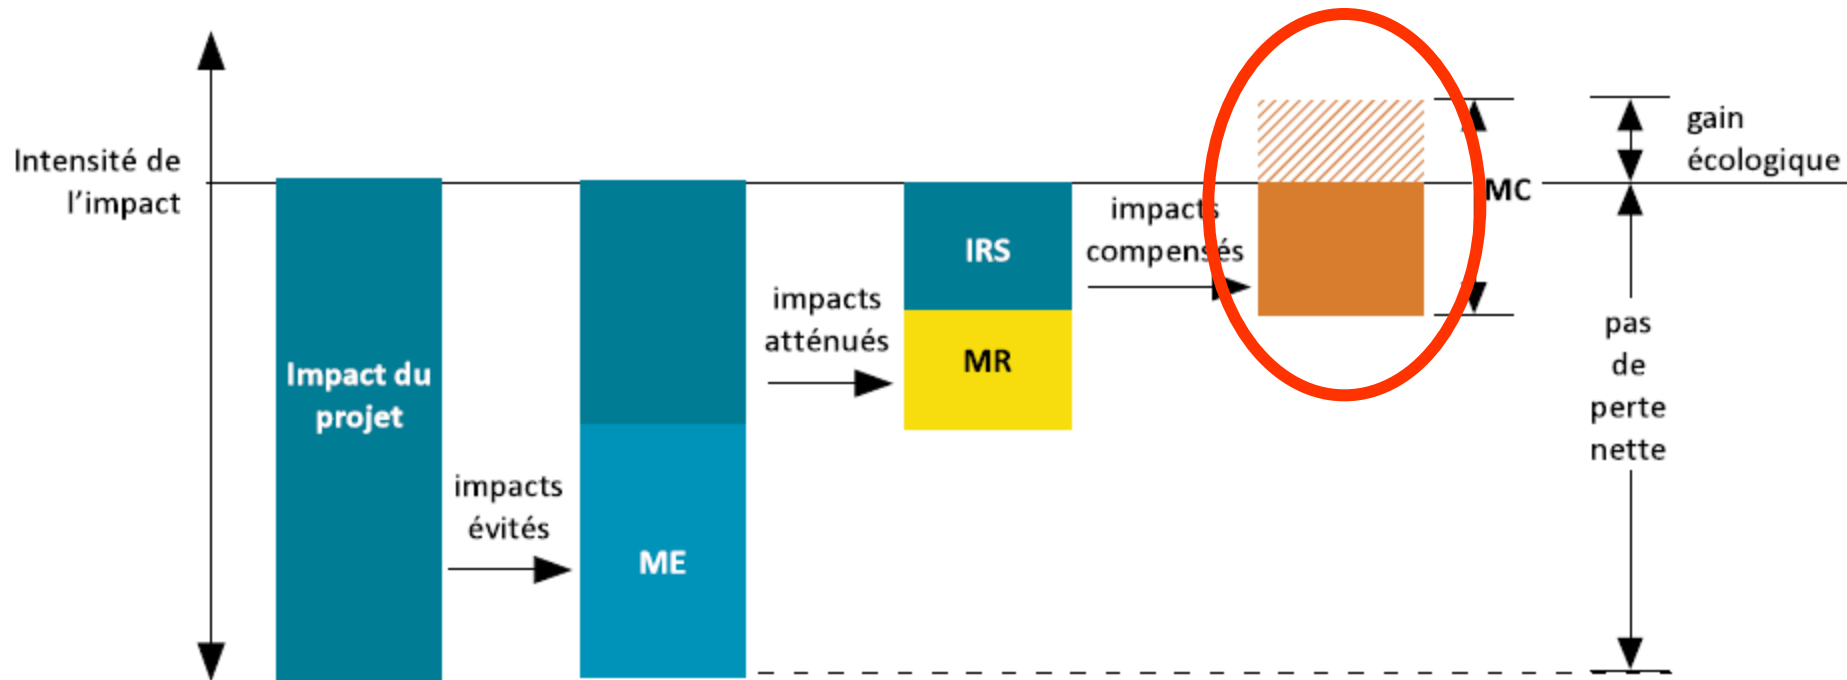 Intensité de
l'impact
Impact du
projet
impacts
évités
ME
impacts
atténués
IRS
MR
impacts
compensés
MC
gain
écologique
pas
de
perte
nette